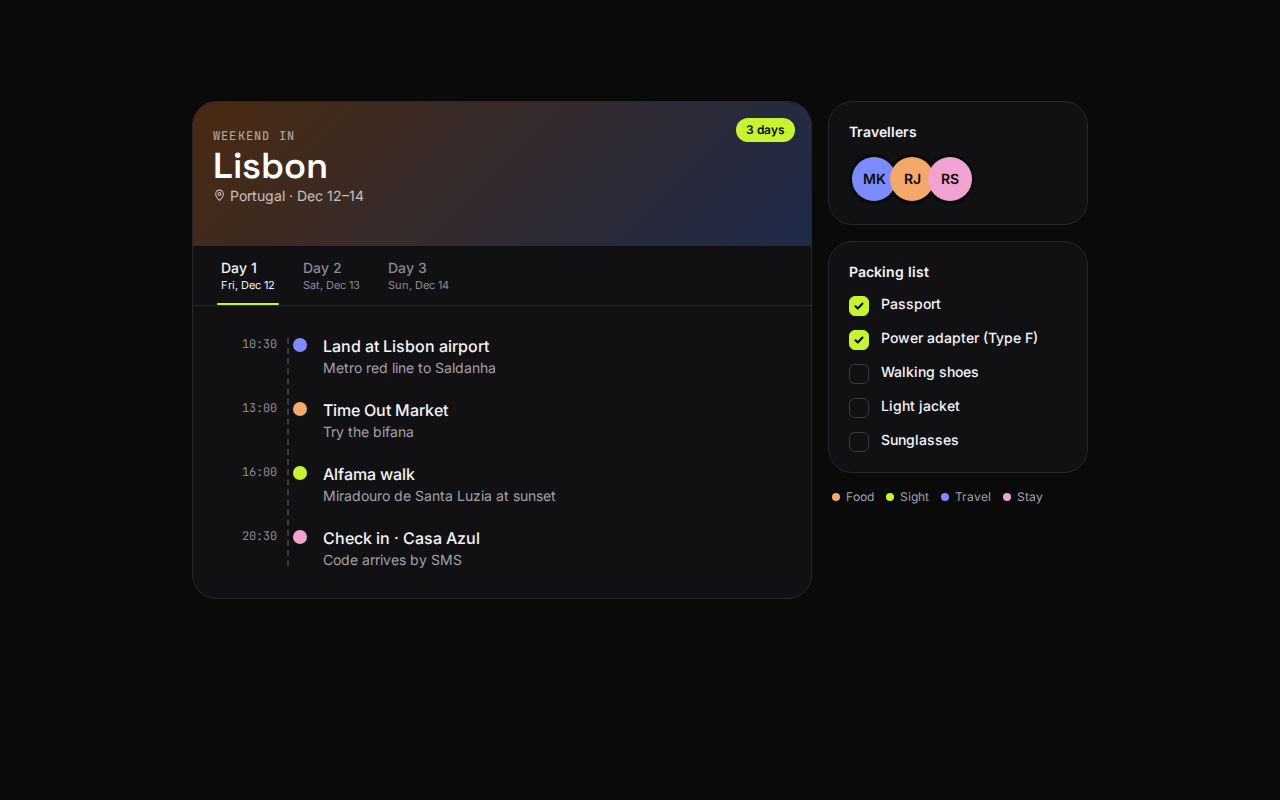 WEEKEND IN
Lisbon
Portugal · Dec 12–14
3 days
Day 1
Fri, Dec 12
Day 2
Sat, Dec 13
Day 3
Sun, Dec 14
10:30
Land at Lisbon airport
Metro red line to Saldanha
13:00
Time Out Market
Try the bifana
16:00
Alfama walk
Miradouro de Santa Luzia at sunset
20:30
Check in · Casa Azul
Code arrives by SMS
Travellers
MK RJ RS
Packing list
Passport
Power adapter (Type F)
Walking shoes
Light jacket
Sunglasses
Food Sight Travel Stay